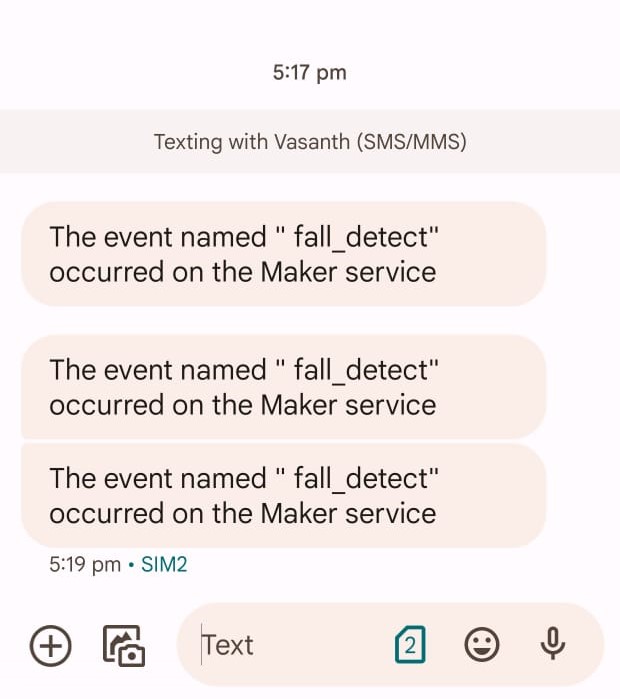 5:17 pm
Texting with Vasanth (SMS/MMS)
The event named " fall_detect"
occurred on the Maker service
The event named " fall_detect"
occurred on the Maker service
The event named " fall_detect"
occurred on the Maker service
5:19 pm • SIM2
Text
2